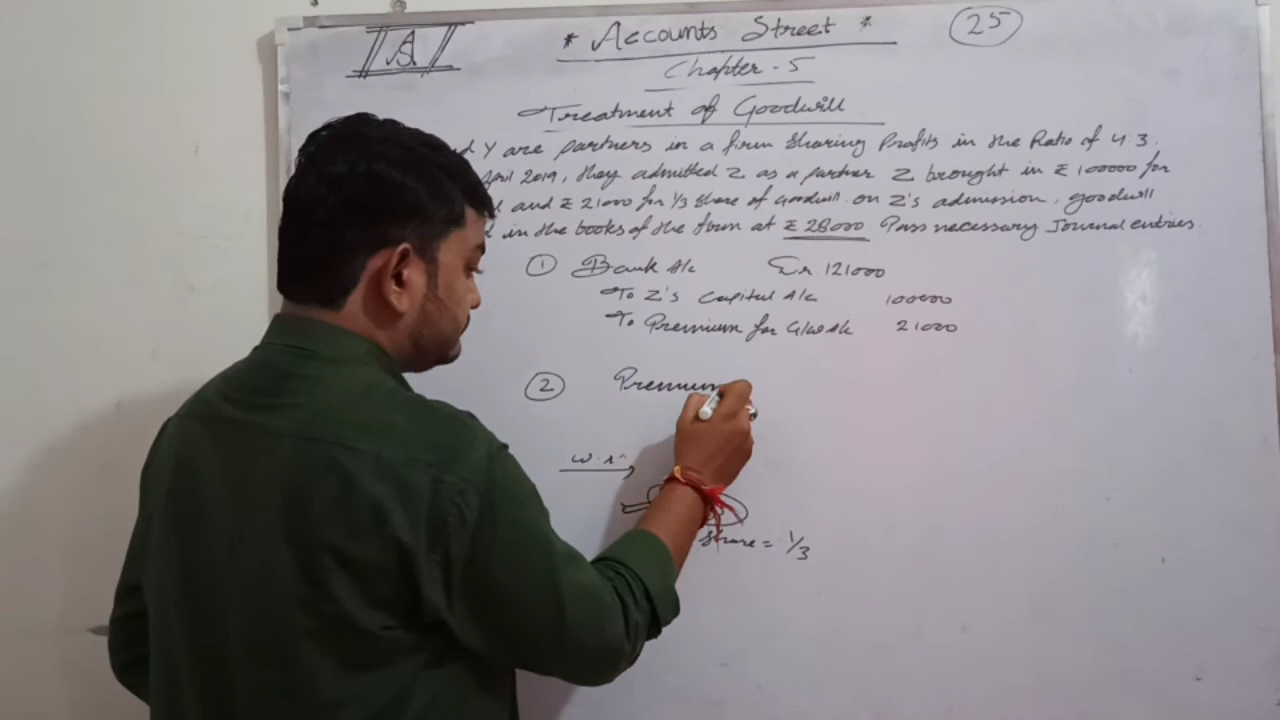 A
* Accounts Street *
25
Chapter - 5
Treatment of Goodwill
Y are partners in a firm Sharing Profits in the Ratio of 4:3.
April 2019, they admitted Z as a partner Z brought in ₹ 100000 for
and ₹ 21000 for 1/3 share of Goodwill. on Z's admission, goodwill
in the books of the firm at ₹ 28000. Pass necessary Journal entries
① Bank A/c Dr. 121000
To Z's Capital A/c 100000
To Premium for G/w A/c 21000
② Premium
W.N
Share = 1/3